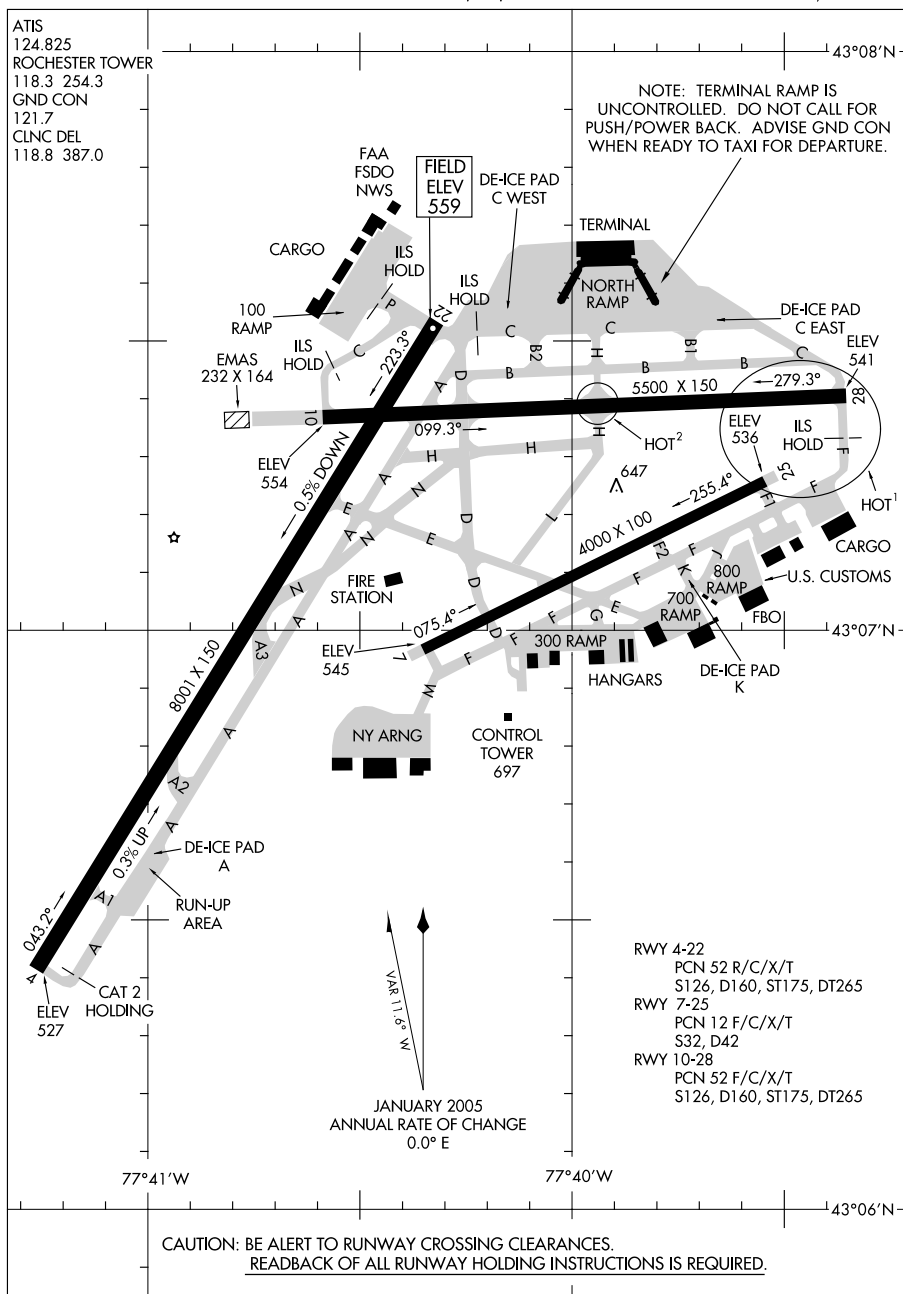 ATIS
124.825
ROCHESTER TOWER
118.3 254.3
GND CON
121.7
CLNC DEL
118.8 387.0
43°08'N
NOTE: TERMINAL RAMP IS
UNCONTROLLED. DO NOT CALL FOR
PUSH/POWER BACK. ADVISE GND CON
WHEN READY TO TAXI FOR DEPARTURE.
FAA
FSDO
NWS
FIELD
ELEV
559
DE-ICE PAD
C WEST
TERMINAL
CARGO
ILS
HOLD
ILS
HOLD
NORTH
RAMP
100
RAMP
P
22
C
C
DE-ICE PAD
C EAST
ILS
HOLD
C
B2
H
B1
C
ELEV
541
EMAS
232 X 164
223.3°
A
D
B
B
B
5500 X 150
279.3°
28
10
099.3°
HOT²
H
ELEV
536
ILS
HOLD
F
ELEV
554
0.5% DOWN
H
H
647
25
HOT¹
A
N
255.4°
F1
F
E
A
N
E
D
L
4000 X 100
F2
F
J
CARGO
FIRE
STATION
D
K
800
RAMP
U.S. CUSTOMS
N
A
075.4°
F
E
G
700
RAMP
FBO
43°07'N
A3
ELEV
545
7
D
F
F
F
300 RAMP
HANGARS
DE-ICE PAD
K
8001 X 150
M
NY ARNG
CONTROL
TOWER
697
A
A2
A
0.3% UP
DE-ICE PAD
A
A1
RUN-UP
AREA
043.2°
A
4
CAT 2
HOLDING
ELEV
527
VAR 11.6° W
JANUARY 2005
ANNUAL RATE OF CHANGE
0.0° E
RWY 4-22
PCN 52 R/C/X/T
S126, D160, ST175, DT265
RWY 7-25
PCN 12 F/C/X/T
S32, D42
RWY 10-28
PCN 52 F/C/X/T
S126, D160, ST175, DT265
77°41'W
77°40'W
43°06'N
CAUTION: BE ALERT TO RUNWAY CROSSING CLEARANCES.
READBACK OF ALL RUNWAY HOLDING INSTRUCTIONS IS REQUIRED.